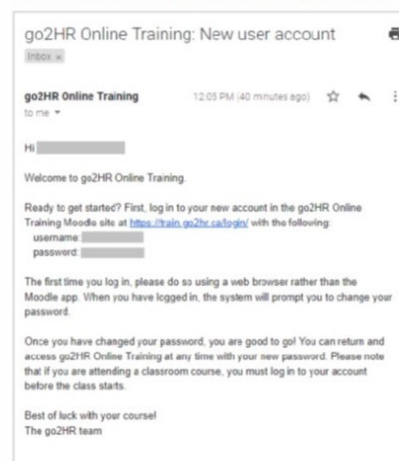 go2HR Online Training: New user account
Inbox x
go2HR Online Training 12:05 PM (40 minutes ago)
to me
Hi
Welcome to go2HR Online Training.
Ready to get started? First, log in to your new account in the go2HR Online
Training Moodle site at https://train.go2hr.ca/login/ with the following:
username:
password:
The first time you log in, please do so using a web browser rather than the
Moodle app. When you have logged in, the system will prompt you to change your
password.
Once you have changed your password, you are good to go! You can return and
access go2HR Online Training at any time with your new password. Please note
that if you are attending a classroom course, you must log in to your account
before the class starts.
Best of luck with your course!
The go2HR team